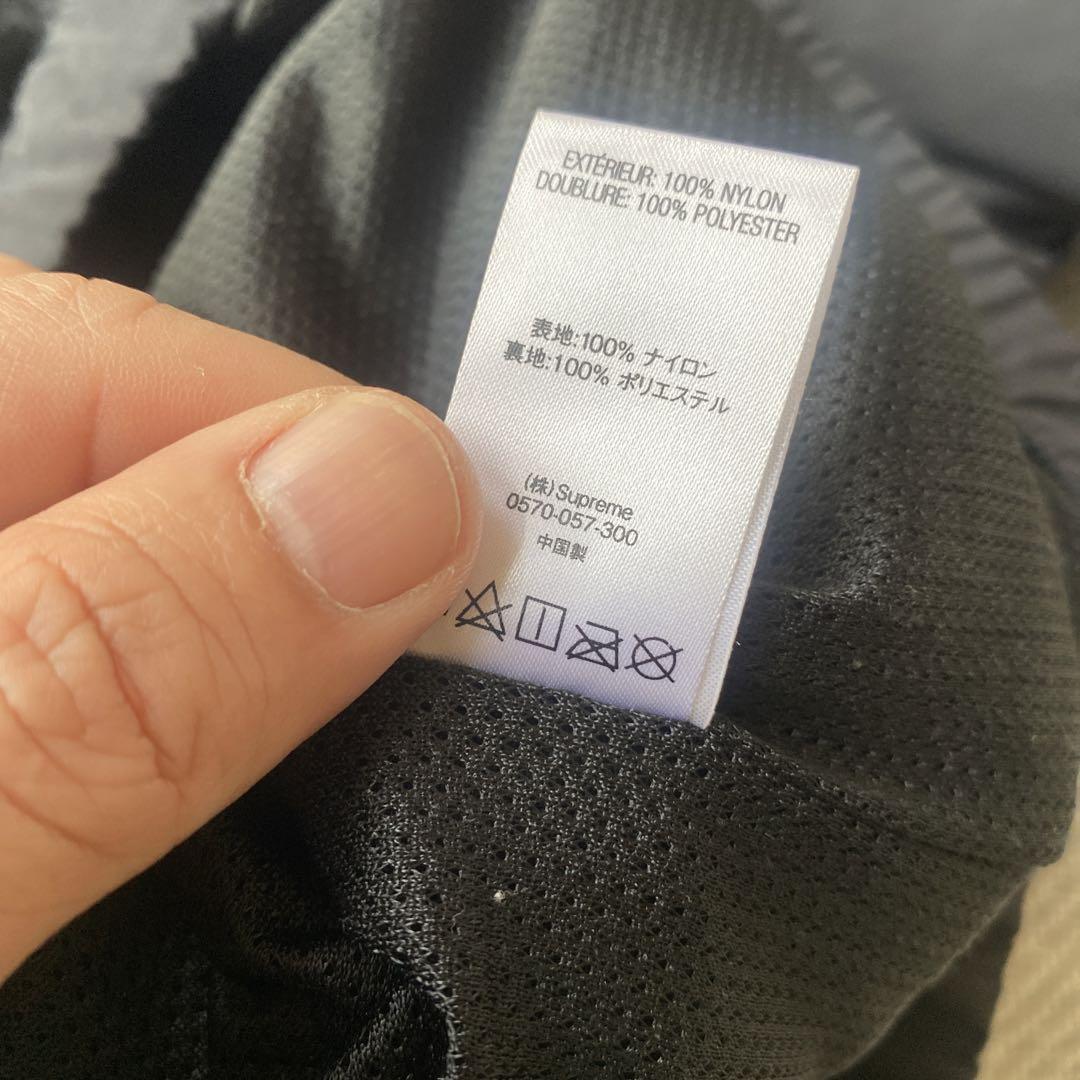 EXTÉRIEUR: 100% NYLON
DOUBLURE: 100% POLYESTER
表地:100% ナイロン
裏地:100% ポリエステル
(株)Supreme
0570-057-300
中国製